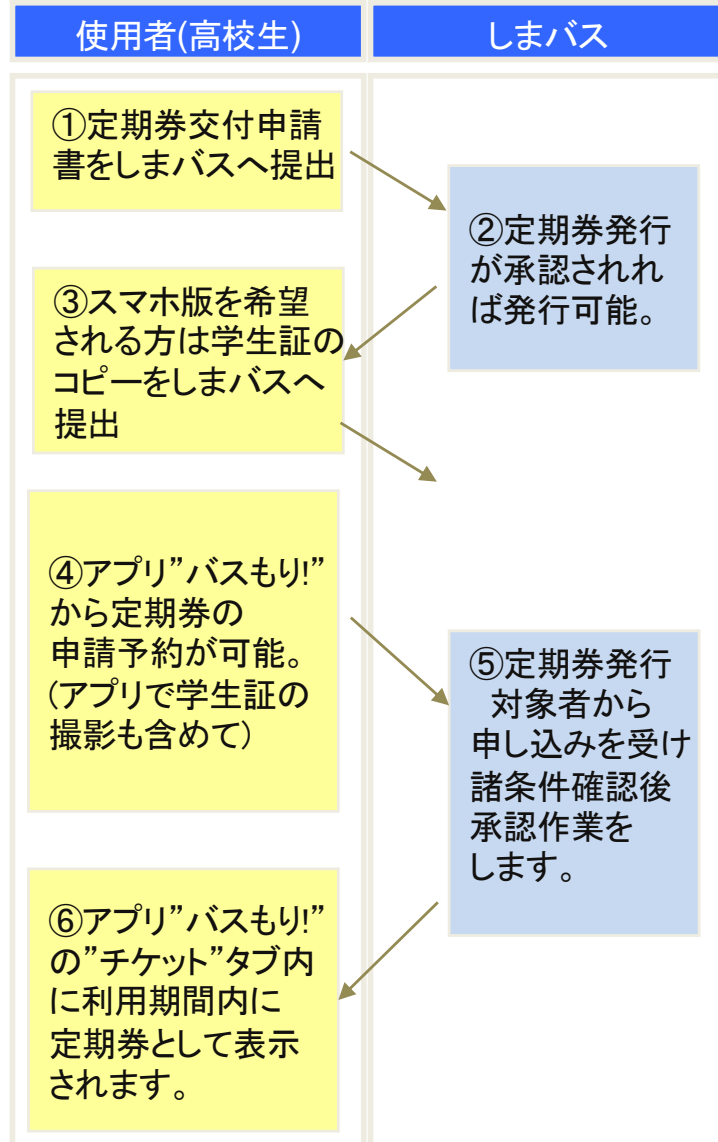 使用者(高校生)
しまバス
①定期券交付申請
書をしまバスへ提出
②定期券発行
が承認されれ
ば発行可能。
③スマホ版を希望
される方は学生証の
コピーをしまバスへ
提出
④アプリ”バスもり!”
から定期券の
申請予約が可能。
(アプリで学生証の
撮影も含めて)
⑤定期券発行
対象者から
申し込みを受け
諸条件確認後
承認作業を
します。
⑥アプリ”バスもり!”
の”チケット”タブ内
に利用期間内に
定期券として表示
されます。